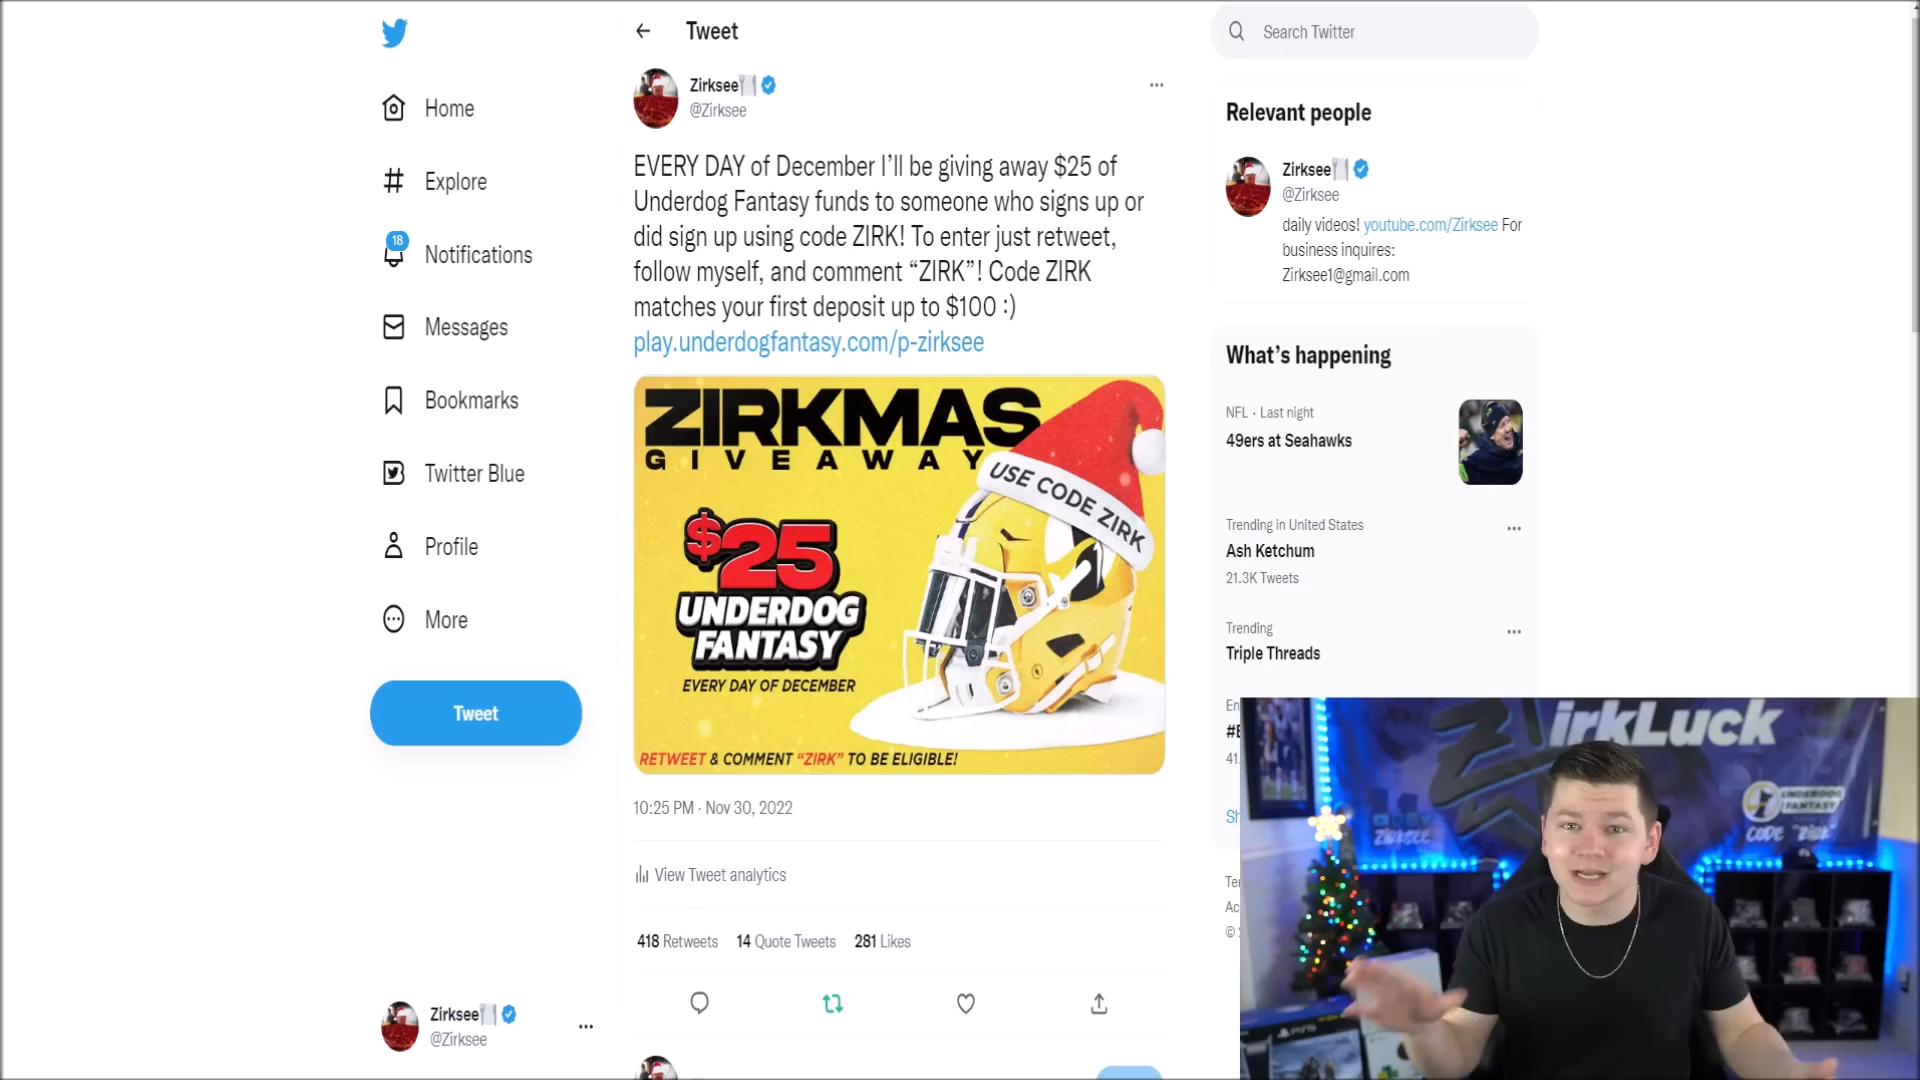 Home
Explore
18
Notifications
Messages
Bookmarks
Twitter Blue
Profile
More
Tweet
Zirksee
@Zirksee
Tweet
Zirksee
@Zirksee
EVERY DAY of December I’ll be giving away $25 of
Underdog Fantasy funds to someone who signs up or
did sign up using code ZIRK! To enter just retweet,
follow myself, and comment “ZIRK”! Code ZIRK
matches your first deposit up to $100 :)
play.underdogfantasy.com/p-zirksee
ZIRKMAS
GIVEAWAY
USE CODE ZIRK
$25
UNDERDOG
FANTASY
EVERY DAY OF DECEMBER
RETWEET & COMMENT “ZIRK” TO BE ELIGIBLE!
10:25 PM · Nov 30, 2022
View Tweet analytics
418 Retweets 14 Quote Tweets 281 Likes
Search Twitter
Relevant people
Zirksee
@Zirksee
daily videos! youtube.com/Zirksee For
business inquires:
Zirksee1@gmail.com
What’s happening
NFL · Last night
49ers at Seahawks
Trending in United States
Ash Ketchum
21.3K Tweets
Trending
Triple Threads
ZirkLuck
ZIRKSEE
UNDERDOG
FANTASY
CODE "ZIRK"
PS5